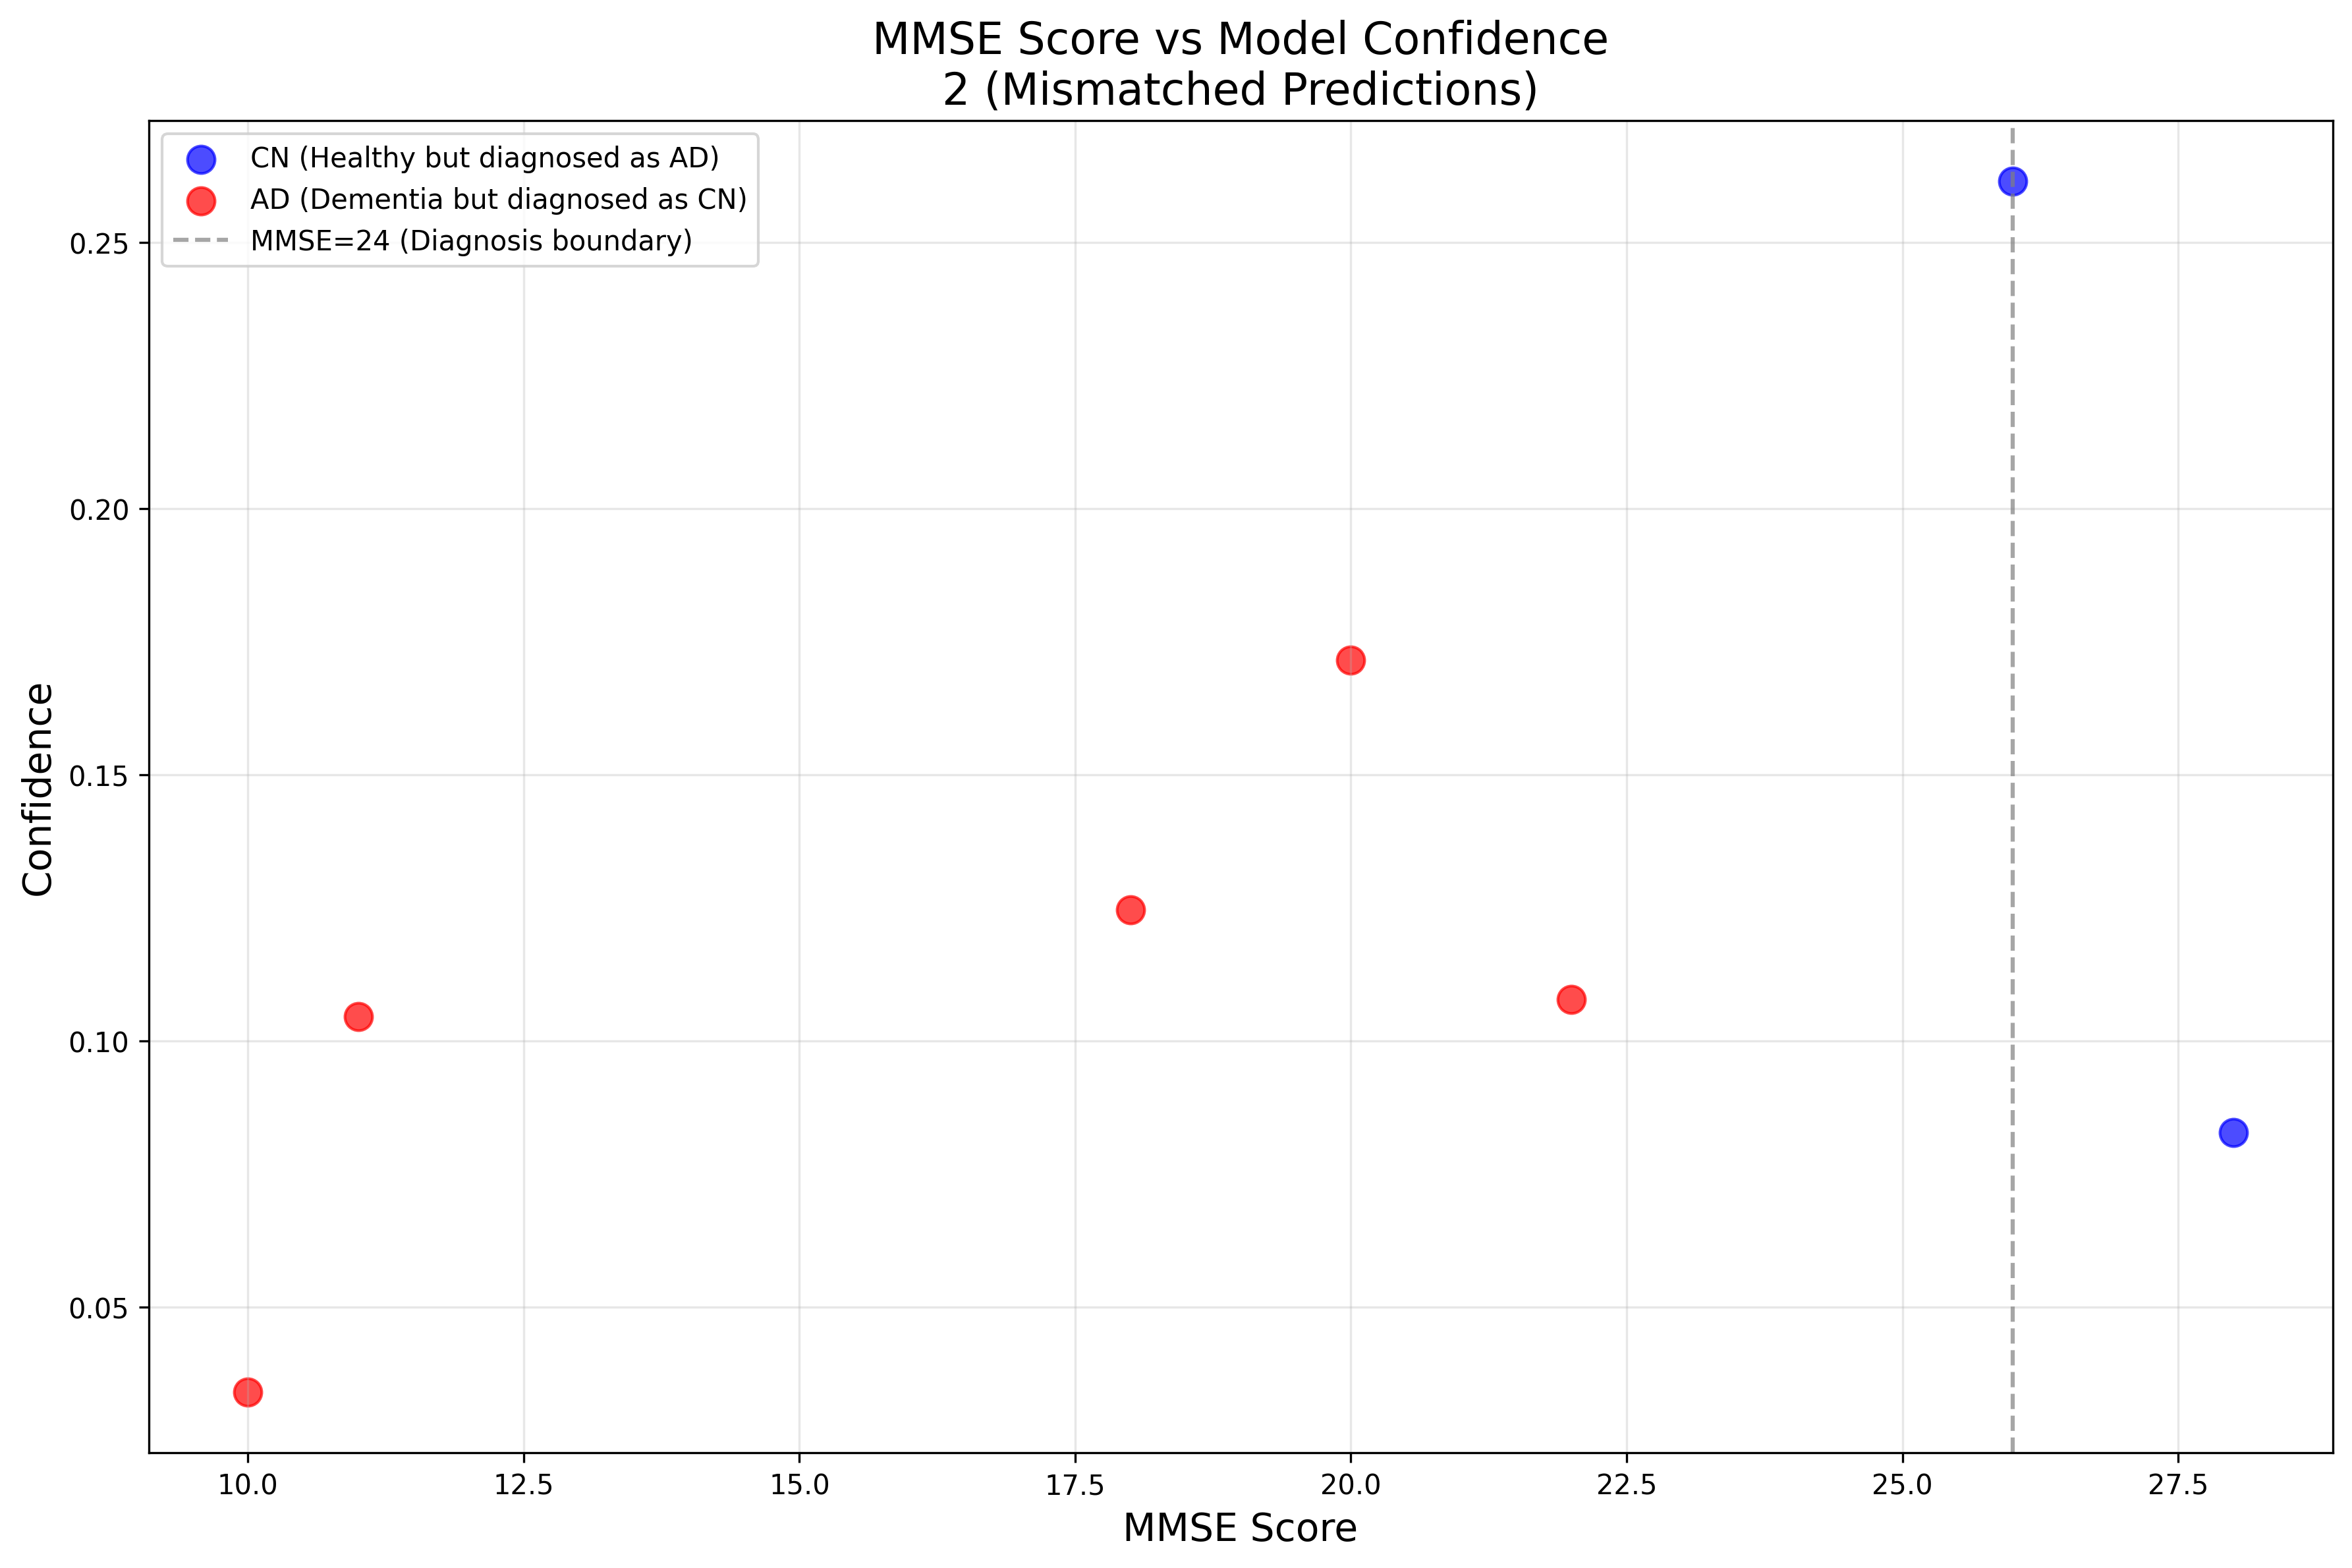 MMSE Score vs Model Confidence
2 (Mismatched Predictions)
CN (Healthy but diagnosed as AD)
AD (Dementia but diagnosed as CN)
MMSE=24 (Diagnosis boundary)
Confidence
0.25
0.20
0.15
0.10
0.05
10.0 12.5 15.0 17.5 20.0 22.5 25.0 27.5
MMSE Score